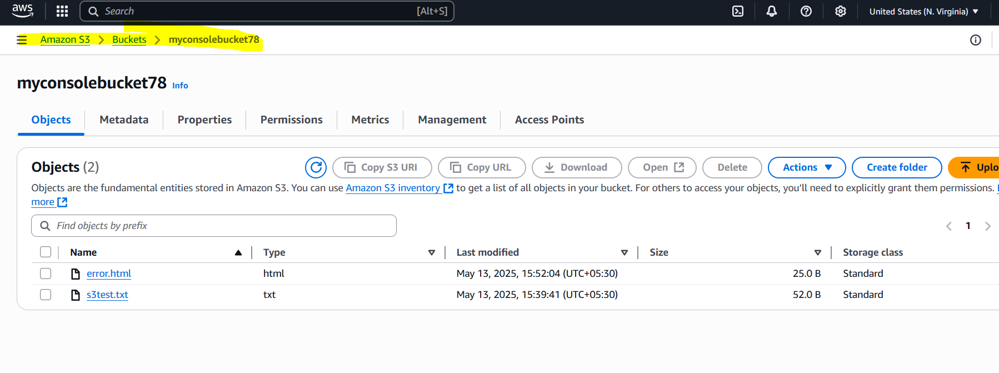 aws Search [Alt+S] United States (N. Virginia)
Amazon S3 Buckets myconsolebucket78
myconsolebucket78 Info
Objects Metadata Properties Permissions Metrics Management Access Points
Objects (2) Copy S3 URI Copy URL Download Open Delete Actions Create folder
Objects are the fundamental entities stored in Amazon S3. You can use Amazon S3 inventory to get a list of all objects in your bucket. For others to access your objects, you'll need to explicitly grant them permissions.
more
Find objects by prefix 1
Name Type Last modified Size Storage class
error.html html May 13, 2025, 15:52:04 (UTC+05:30) 25.0 B Standard
s3test.txt txt May 13, 2025, 15:39:41 (UTC+05:30) 52.0 B Standard